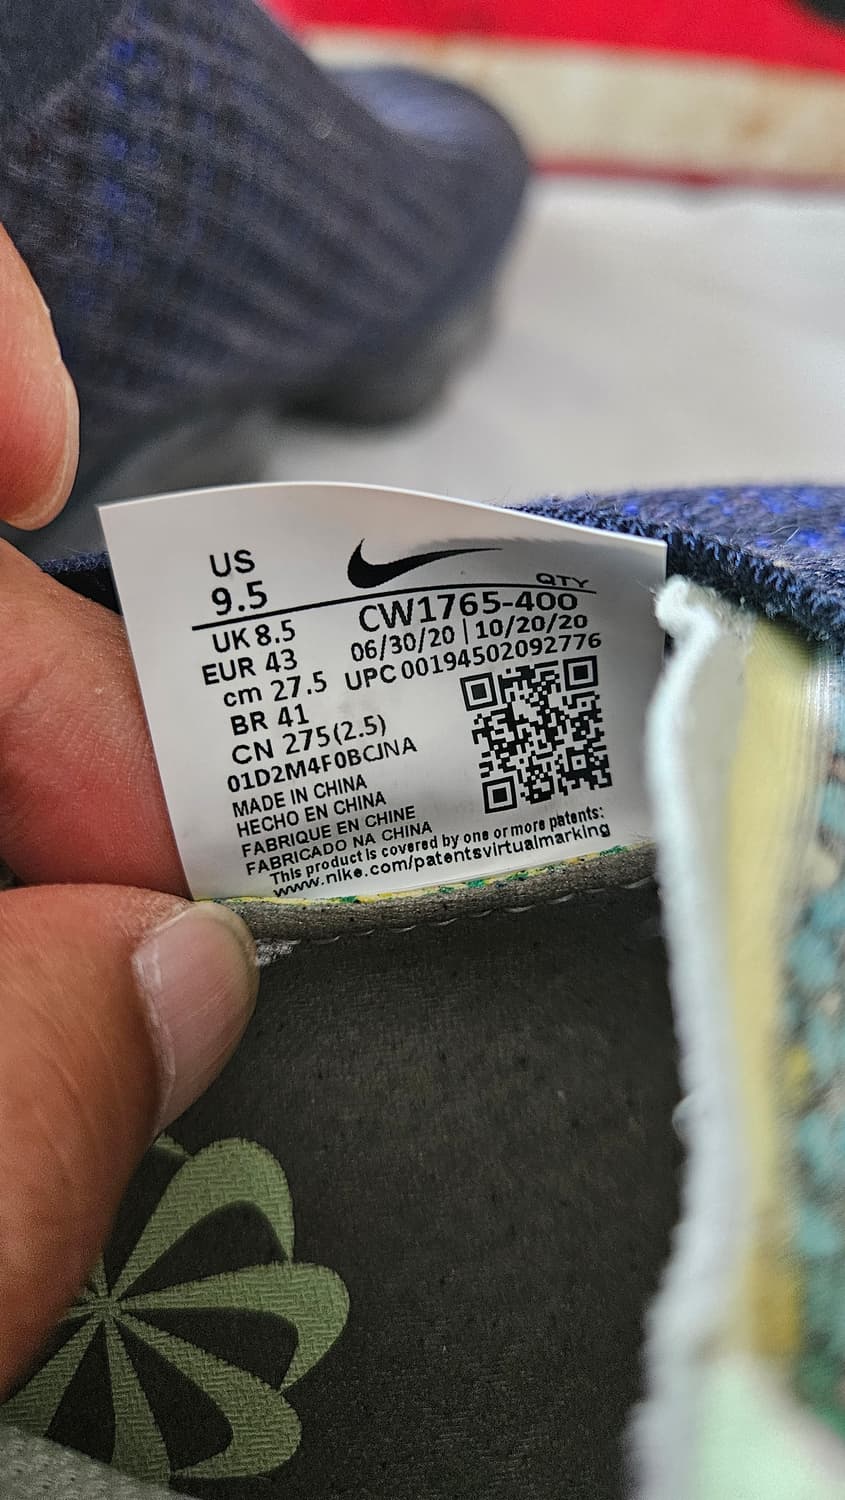 US
9.5
QTY
UK 8.5
EUR 43
cm 27.5
BR 41
CN 275(2.5)
CW1765-400
06/30/20 | 10/20/20
UPC 00194502092776
01D2M4F0BCJNA
MADE IN CHINA
HECHO EN CHINA
FABRIQUE EN CHINE
FABRICADO NA CHINA
This product is covered by one or more patents:
www.nike.com/patentsvirtualmarking